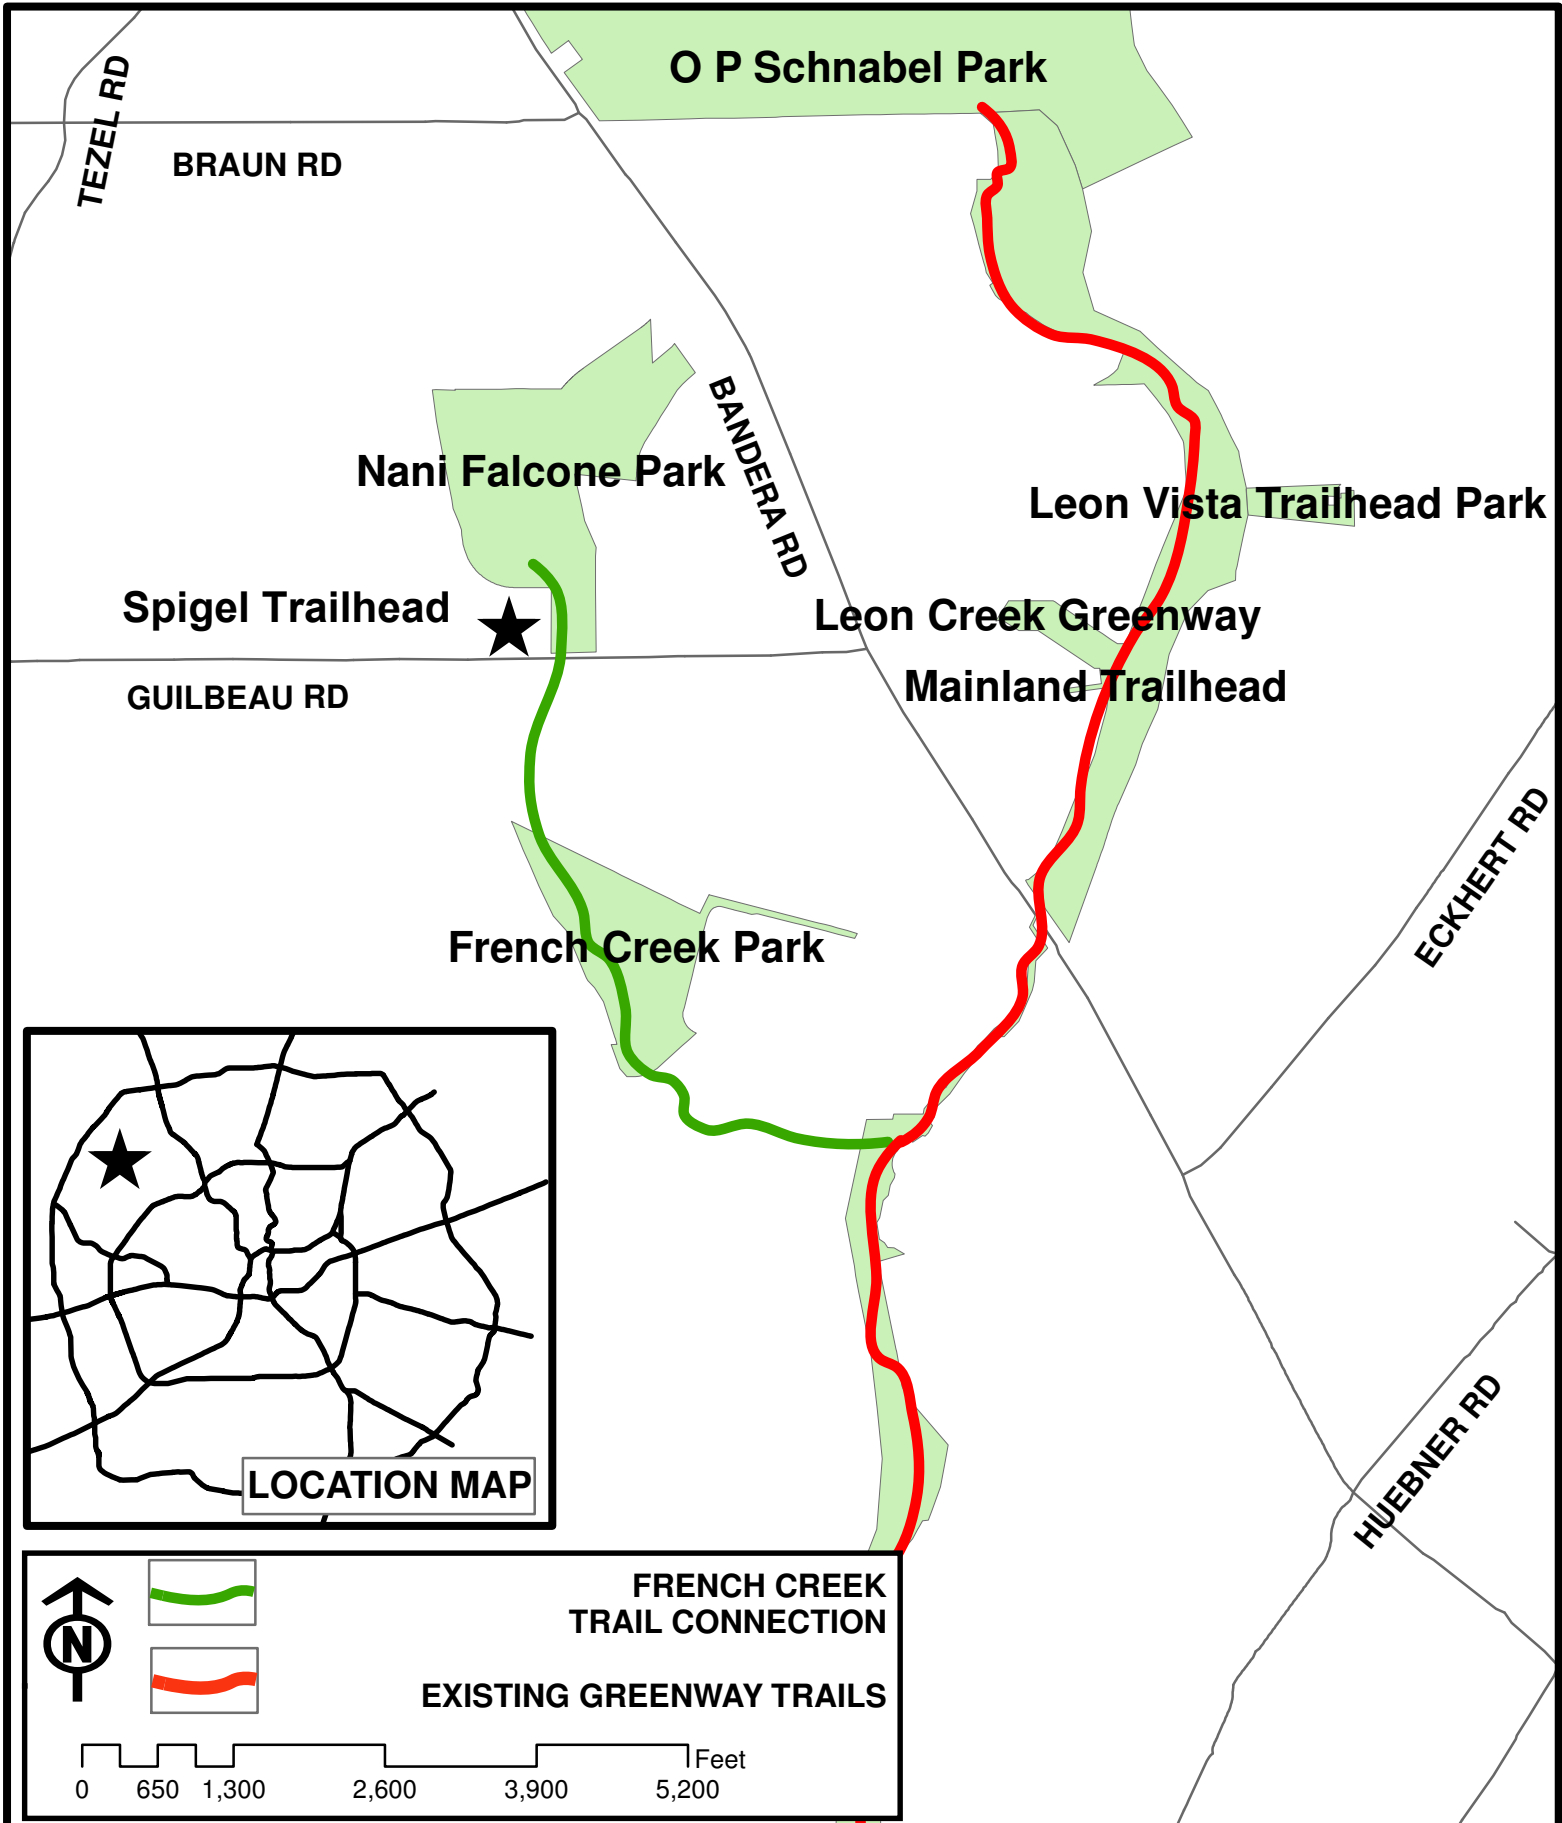 O P Schnabel Park
TEZEL RD
BRAUN RD
BANDERA RD
Nani Falcone Park
Leon Vista Trailhead Park
Spigel Trailhead
Leon Creek Greenway
Mainland Trailhead
GUILBEAU RD
ECKHERT RD
French Creek Park
HUEBNER RD
LOCATION MAP
N
FRENCH CREEK
TRAIL CONNECTION
EXISTING GREENWAY TRAILS
Feet
0 650 1,300 2,600 3,900 5,200